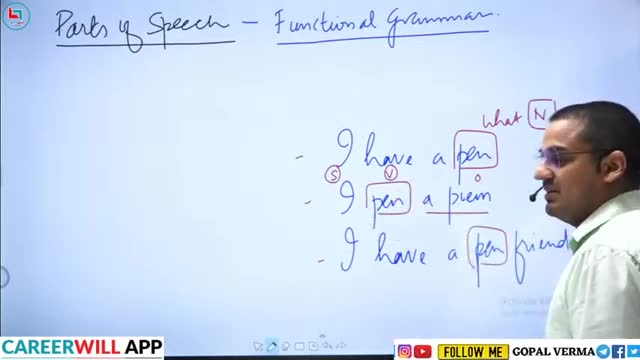 Parts of Speech – Functional Grammar.
what N
- I have a pen
S V O
- I pen a poem
- I have a pen friend
CAREERWILL APP
FOLLOW ME
GOPAL VERMA